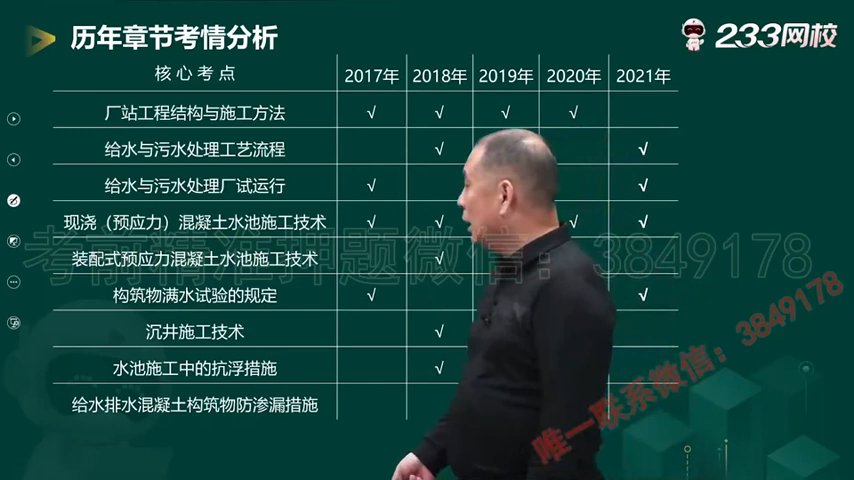 历年章节考情分析
233网校
核心考点 2017年 2018年 2019年 2020年 2021年
厂站工程结构与施工方法 √ √ √ √
给水与污水处理工艺流程 √ √
给水与污水处理厂试运行 √ √
现浇（预应力）混凝土水池施工技术 √ √ √ √
考前精准押题微信：3849178
装配式预应力混凝土水池施工技术 √
构筑物满水试验的规定 √ √
沉井施工技术 √
水池施工中的抗浮措施 √
给水排水混凝土构筑物防渗漏措施
唯一联系微信：3849178